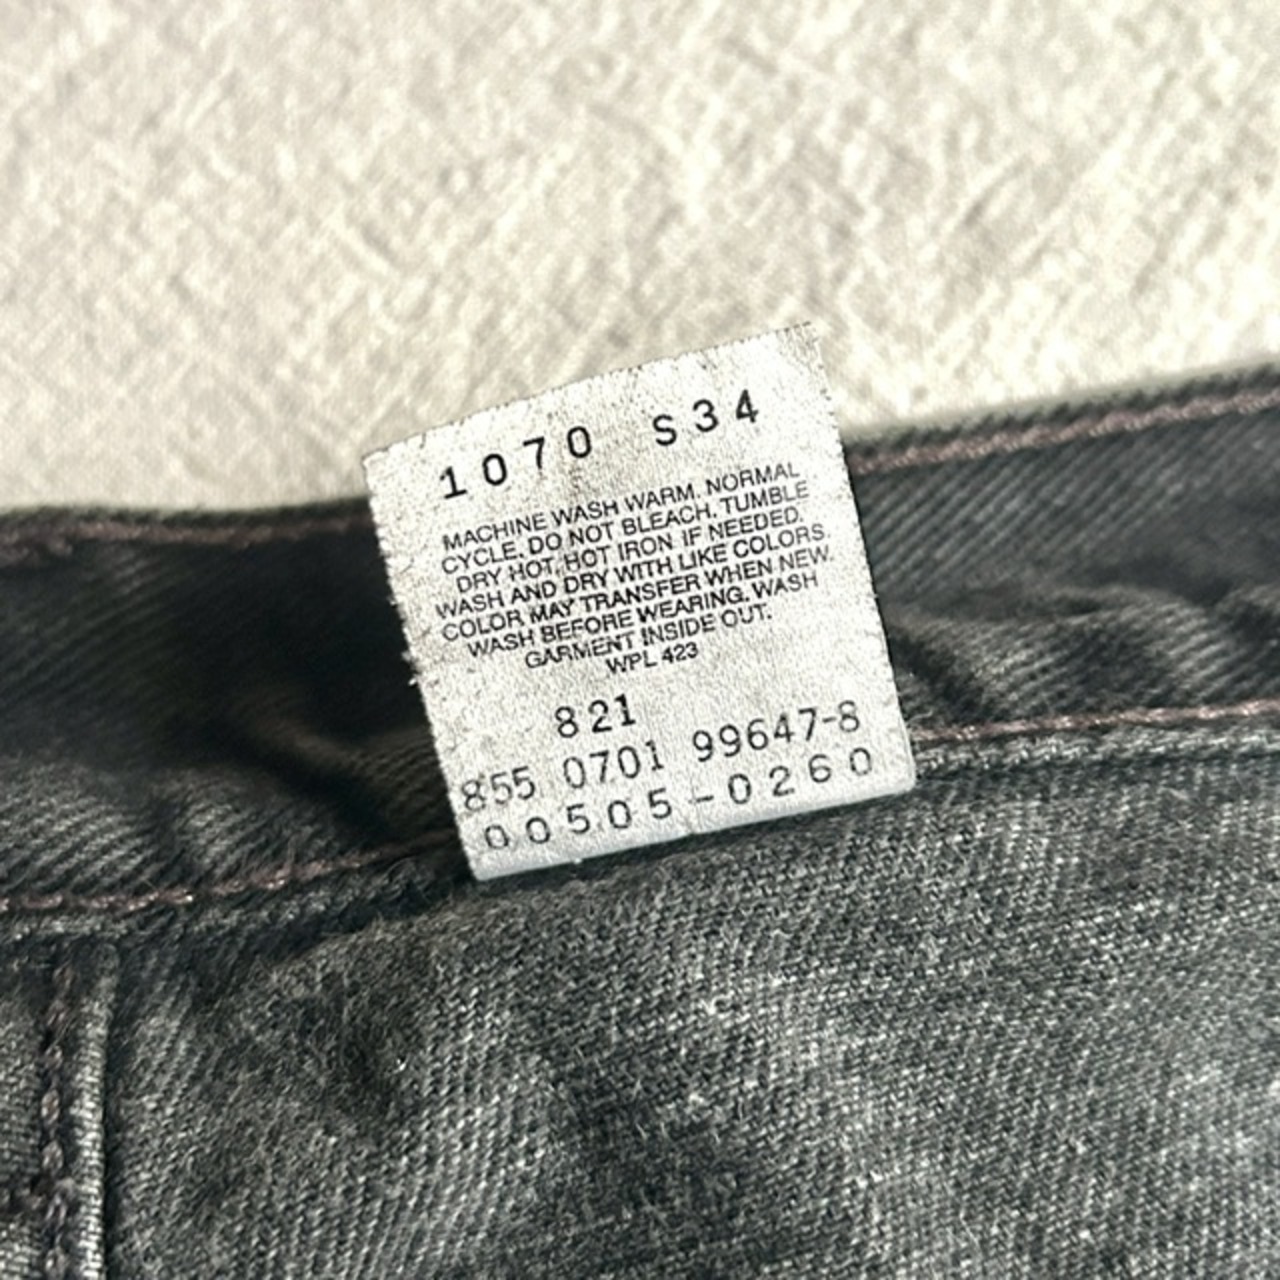 1070 S34
MACHINE WASH WARM, NORMAL
CYCLE, DO NOT BLEACH, TUMBLE
DRY HOT, HOT IRON IF NEEDED,
WASH AND DRY WITH LIKE COLORS.
COLOR MAY TRANSFER WHEN NEW.
WASH BEFORE WEARING, WASH
GARMENT INSIDE OUT.
WPL 423
821
855 0701 99647-8
00505-0260